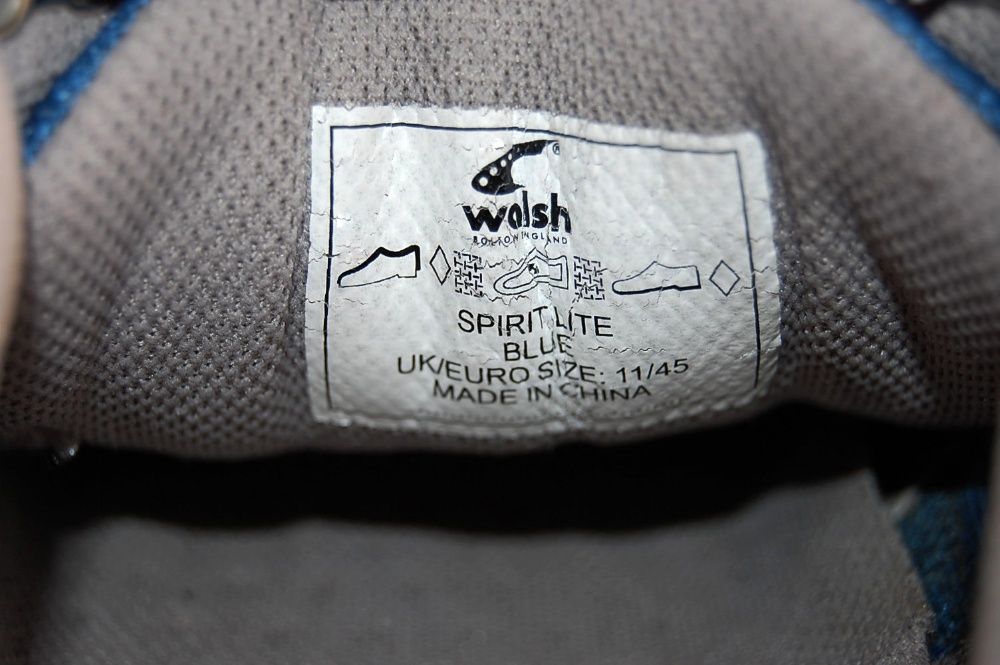 walsh®
BOLTON ENGLAND
SPIRIT LITE
BLUE
UK/EURO SIZE: 11/45
MADE IN CHINA